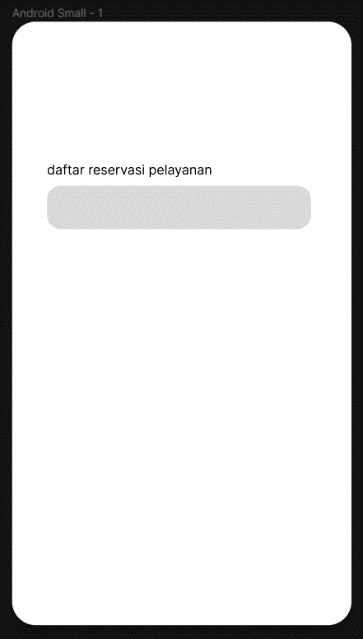 Android Small - 1
daftar reservasi pelayanan